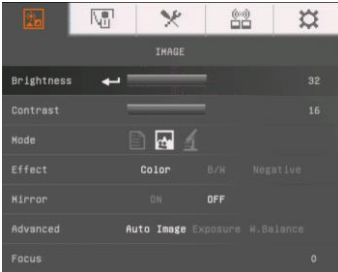 IMAGE
Brightness 32
Contrast 16
Mode
Effect Color B/W Negative
Mirror ON OFF
Advanced Auto Image Exposure W.Balance
Focus 0